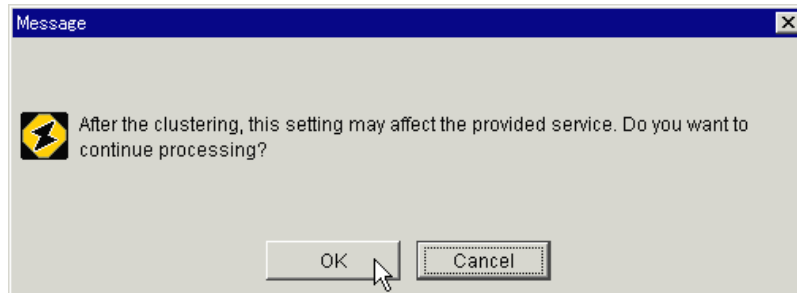 Message
After the clustering, this setting may affect the provided service. Do you want to
continue processing?
OK
Cancel